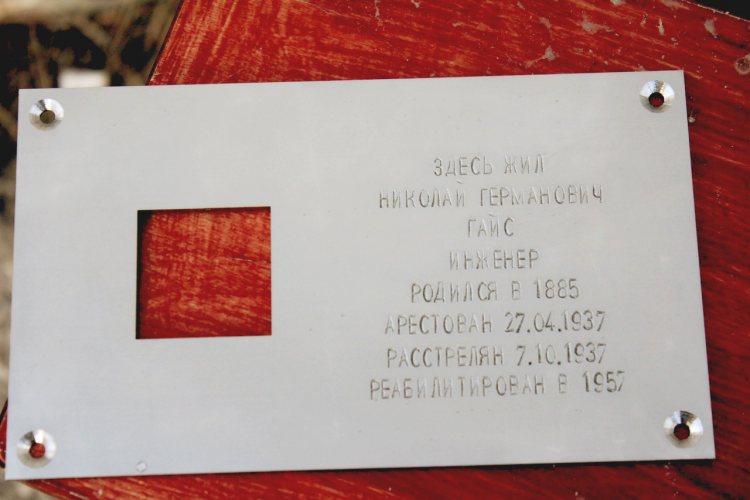 ЗДЕСЬ ЖИЛ
НИКОЛАЙ ГЕРМАНОВИЧ
ГАЙС
ИНЖЕНЕР
РОДИЛСЯ В 1885
АРЕСТОВАН 27.04.1937
РАССТРЕЛЯН 7.10.1937
РЕАБИЛИТИРОВАН В 1957